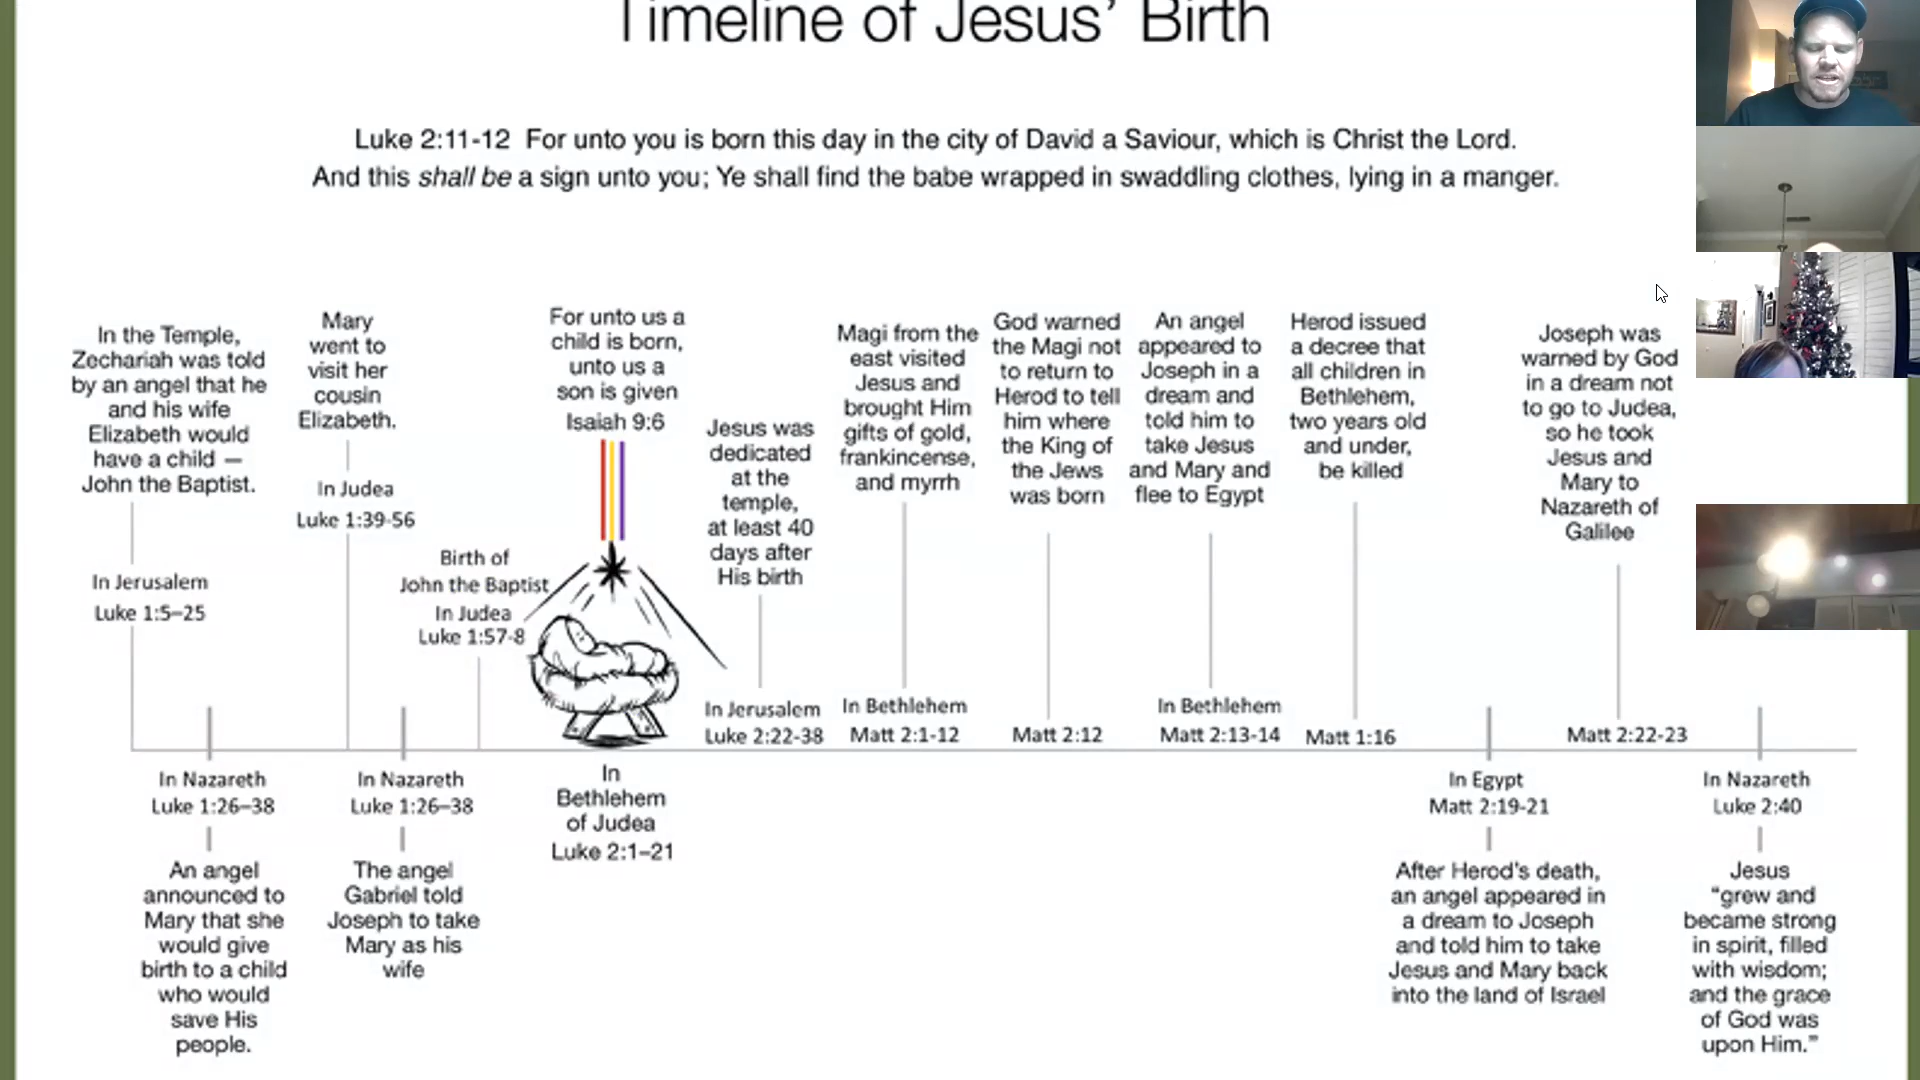 Timeline of Jesus’ Birth
Luke 2:11-12 For unto you is born this day in the city of David a Saviour, which is Christ the Lord.
And this shall be a sign unto you; Ye shall find the babe wrapped in swaddling clothes, lying in a manger.
In the Temple,
Zechariah was told
by an angel that he
and his wife
Elizabeth would
have a child —
John the Baptist.
In Jerusalem
Luke 1:5–25
In Nazareth
Luke 1:26–38
An angel
announced to
Mary that she
would give
birth to a child
who would
save His
people.
Mary
went to
visit her
cousin
Elizabeth.
In Judea
Luke 1:39-56
In Nazareth
Luke 1:26–38
The angel
Gabriel told
Joseph to take
Mary as his
wife
Birth of
John the Baptist
In Judea
Luke 1:57-8
For unto us a
child is born,
unto us a
son is given
Isaiah 9:6
In
Bethlehem
of Judea
Luke 2:1–21
Jesus was
dedicated
at the
temple,
at least 40
days after
His birth
In Jerusalem
Luke 2:22-38
Magi from the
east visited
Jesus and
brought Him
gifts of gold,
frankincense,
and myrrh
In Bethlehem
Matt 2:1-12
God warned
the Magi not
to return to
Herod to tell
him where
the King of
the Jews
was born
Matt 2:12
An angel
appeared to
Joseph in a
dream and
told him to
take Jesus
and Mary and
flee to Egypt
In Bethlehem
Matt 2:13-14
Herod issued
a decree that
all children in
Bethlehem,
two years old
and under,
be killed
Matt 1:16
In Egypt
Matt 2:19-21
After Herod’s death,
an angel appeared in
a dream to Joseph
and told him to take
Jesus and Mary back
into the land of Israel
Joseph was
warned by God
in a dream not
to go to Judea,
so he took
Jesus and
Mary to
Nazareth of
Galilee
Matt 2:22-23
In Nazareth
Luke 2:40
Jesus
“grew and
became strong
in spirit, filled
with wisdom;
and the grace
of God was
upon Him.”